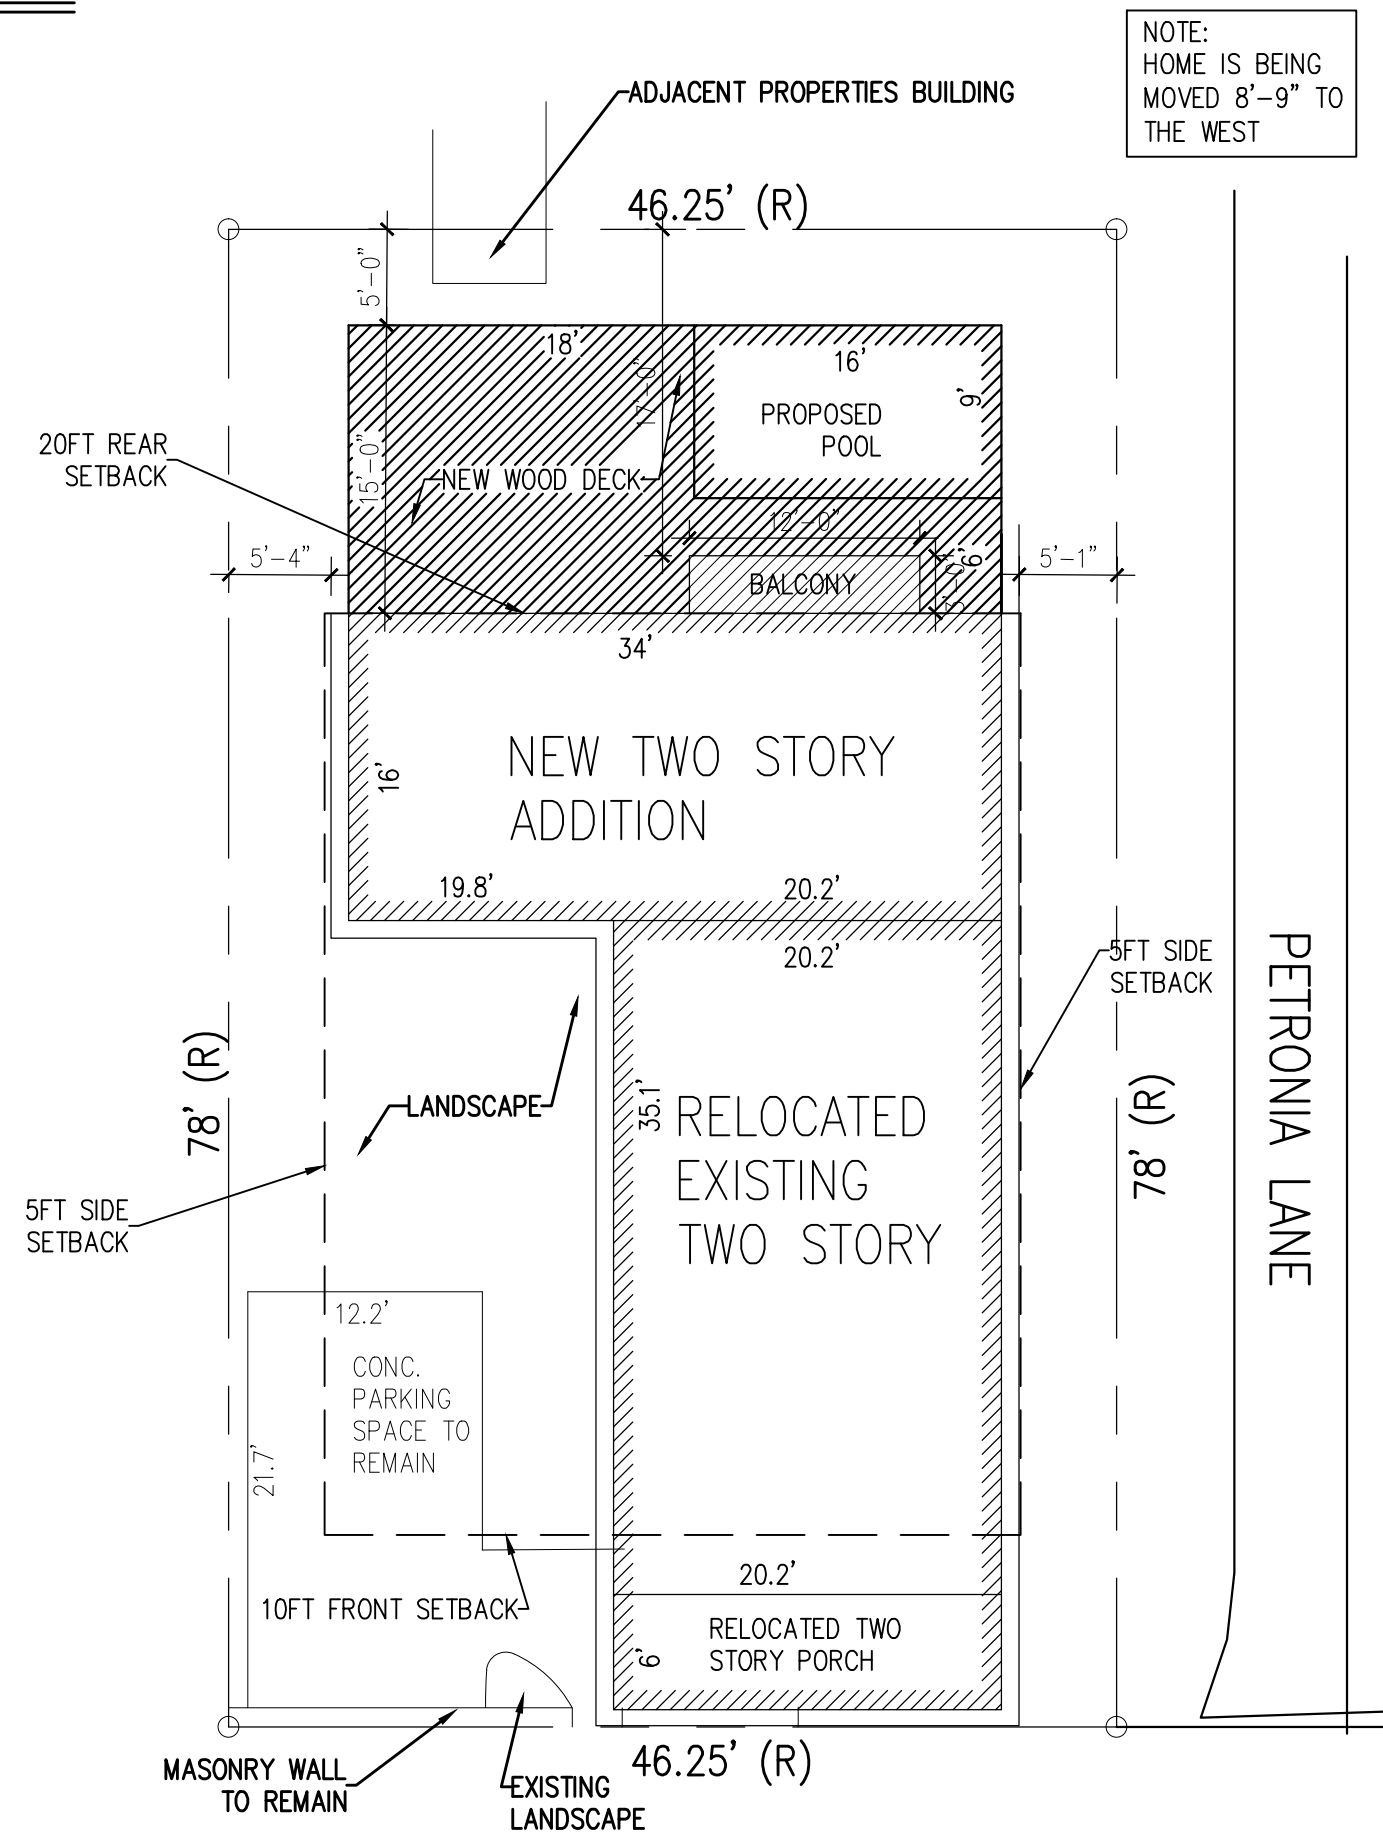 NOTE:
HOME IS BEING
MOVED 8'-9" TO
THE WEST
ADJACENT PROPERTIES BUILDING
46.25' (R)
5'-0"
18'
16'
17'-0"
9'
PROPOSED
POOL
20FT REAR
SETBACK
15'-0"
NEW WOOD DECK
12'-0"
5'-4"
BALCONY
6'
3'-0"
5'-1"
34'
NEW TWO STORY
ADDITION
16'
19.8'
20.2'
20.2'
5FT SIDE
SETBACK
PETRONIA LANE
78' (R)
LANDSCAPE
35.1'
RELOCATED
EXISTING
TWO STORY
78' (R)
5FT SIDE
SETBACK
12.2'
CONC.
PARKING
SPACE TO
REMAIN
21.7'
20.2'
10FT FRONT SETBACK
RELOCATED TWO
STORY PORCH
6'
46.25' (R)
MASONRY WALL
TO REMAIN
EXISTING
LANDSCAPE